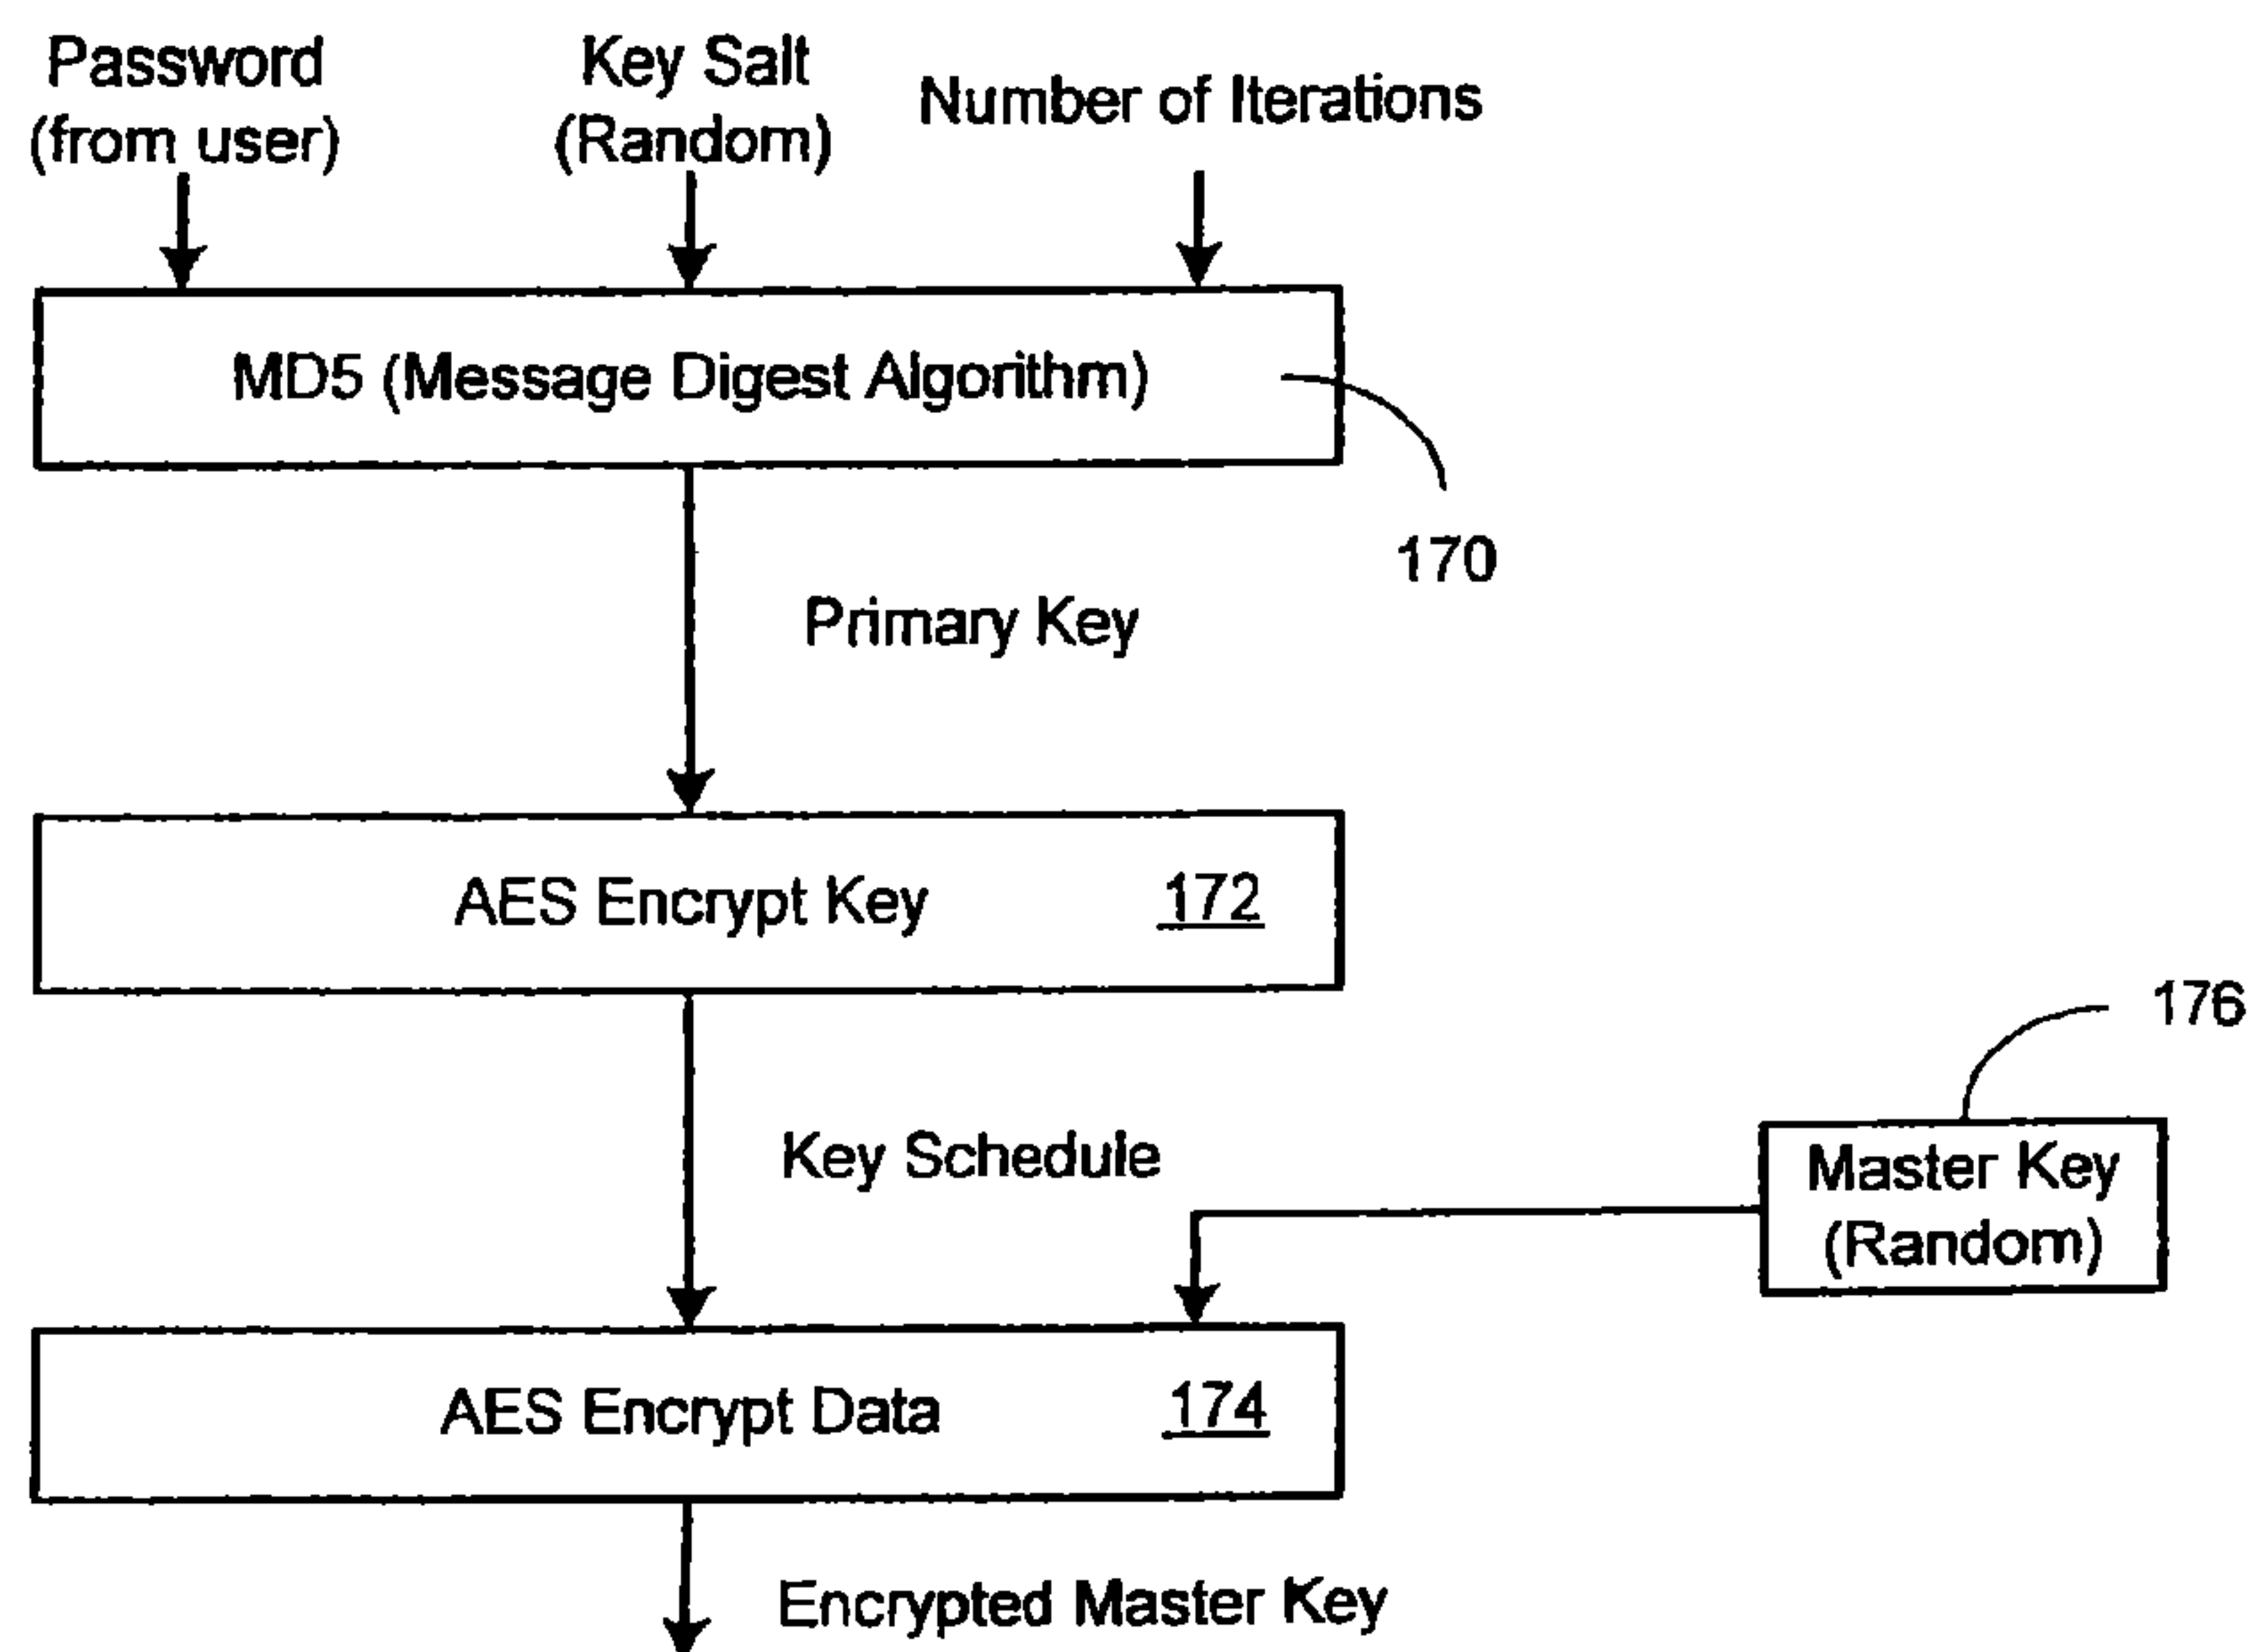 Password
(from user)
Key Salt
(Random)
Number of Iterations
MD5 (Message Digest Algorithm)
170
Primary Key
AES Encrypt Key 172
176
Key Schedule
Master Key
(Random)
AES Encrypt Data 174
Encrypted Master Key